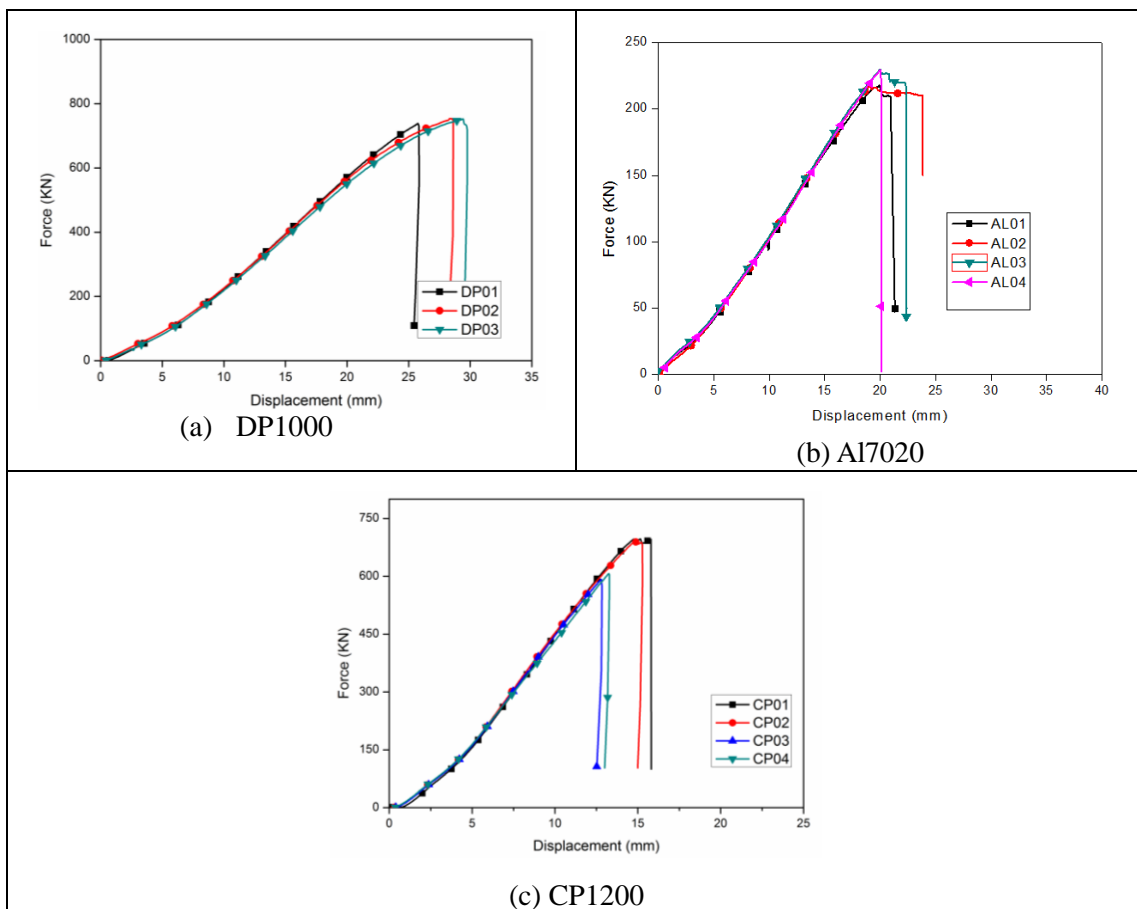 1000
800
600
400
200
0
Force (KN)
0 5 10 15 20 25 30 35
Displacement (mm)
DP01
DP02
DP03
(a) DP1000
250
200
150
100
50
0
Force (KN)
0 5 10 15 20 25 30 35 40
Displacement (mm)
AL01
AL02
AL03
AL04
(b) Al7020
750
600
450
300
150
0
Force (KN)
0 5 10 15 20 25
Displacement (mm)
CP01
CP02
CP03
CP04
(c) CP1200